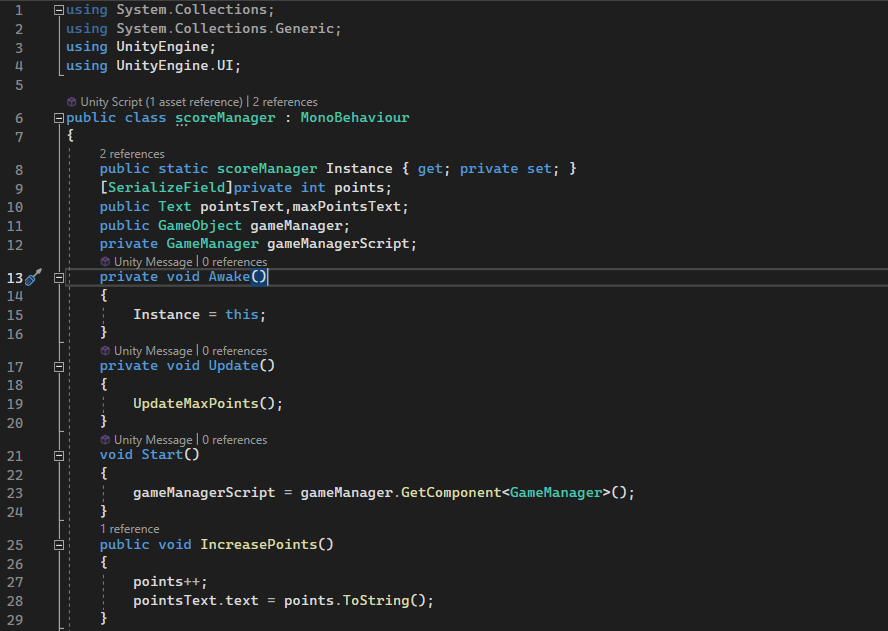 1 using System.Collections;
2 using System.Collections.Generic;
3 using UnityEngine;
4 using UnityEngine.UI;
5
Unity Script (1 asset reference) | 2 references
6 public class scoreManager : MonoBehaviour
7 {
2 references
8 public static scoreManager Instance { get; private set; }
9 [SerializeField]private int points;
10 public Text pointsText,maxPointsText;
11 public GameObject gameManager;
12 private GameManager gameManagerScript;
Unity Message | 0 references
13 private void Awake()
14 {
15 Instance = this;
16 }
Unity Message | 0 references
17 private void Update()
18 {
19 UpdateMaxPoints();
20 }
Unity Message | 0 references
21 void Start()
22 {
23 gameManagerScript = gameManager.GetComponent<GameManager>();
24 }
1 reference
25 public void IncreasePoints()
26 {
27 points++;
28 pointsText.text = points.ToString();
29 }